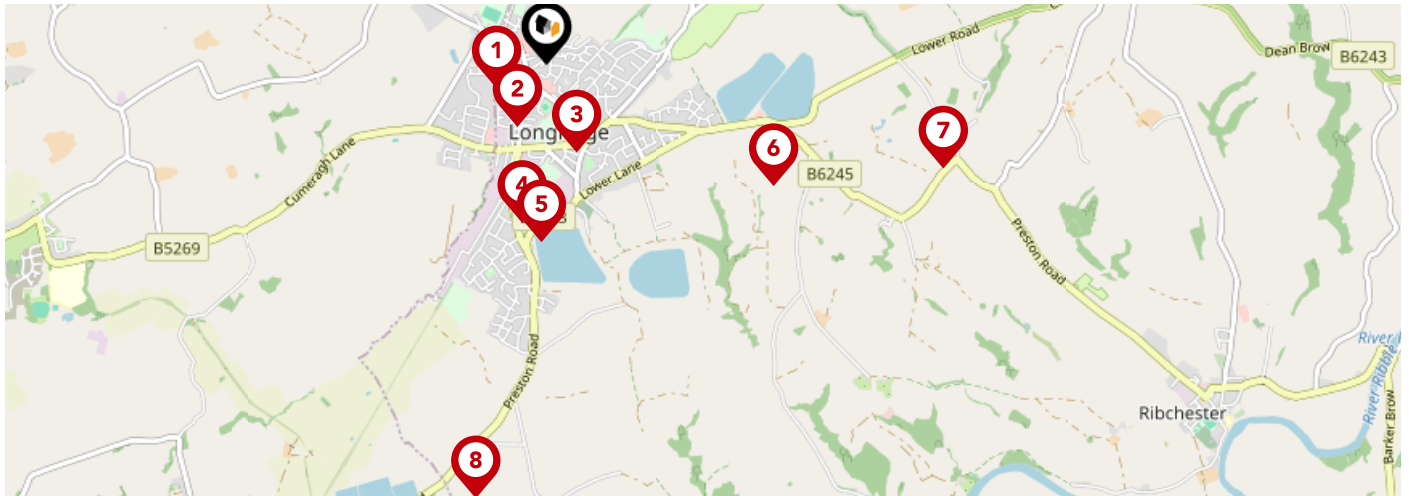 1
2
3
Longridge
4
5
6
7
8
Lower Road
Dean Brow
B6243
Cumeragh Lane
Lower Lane
B6245
B5269
Preston Road
Preston Road
Ribchester
River Ribble
Barker Brow